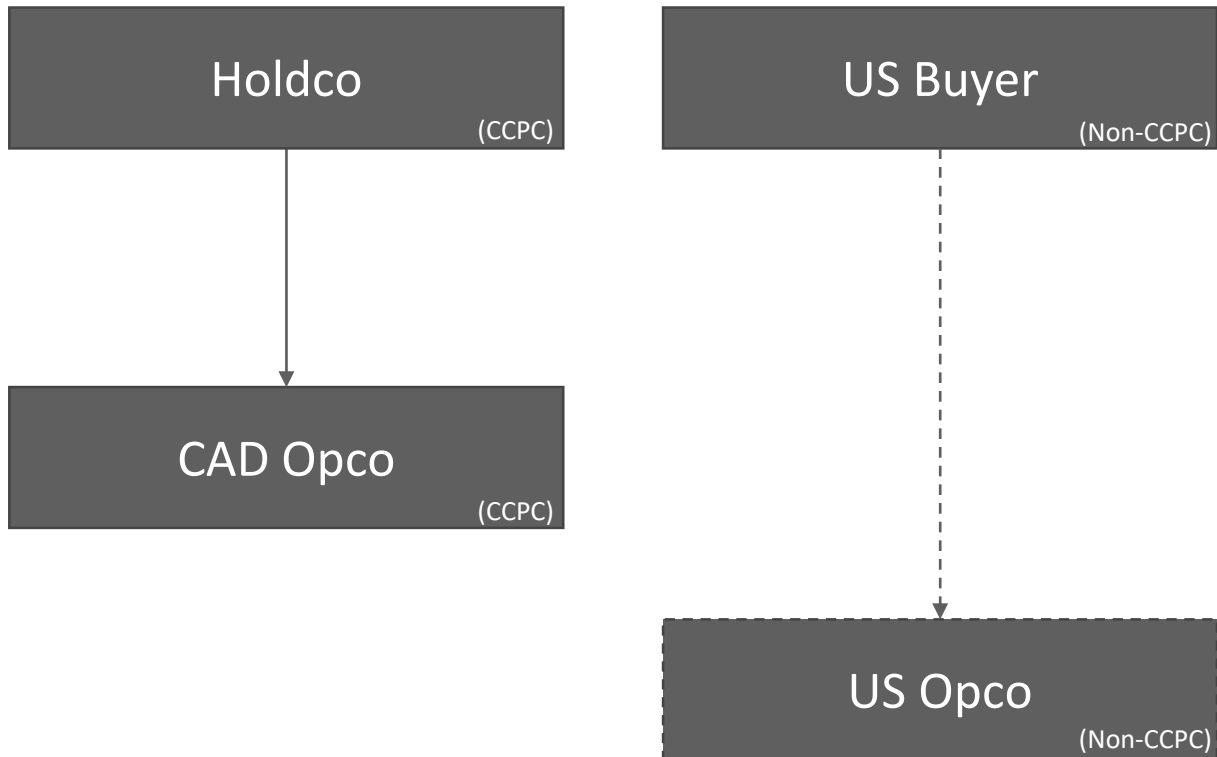 Holdco
(CCPC)
US Buyer
(Non-CCPC)
CAD Opco
(CCPC)
US Opco
(Non-CCPC)